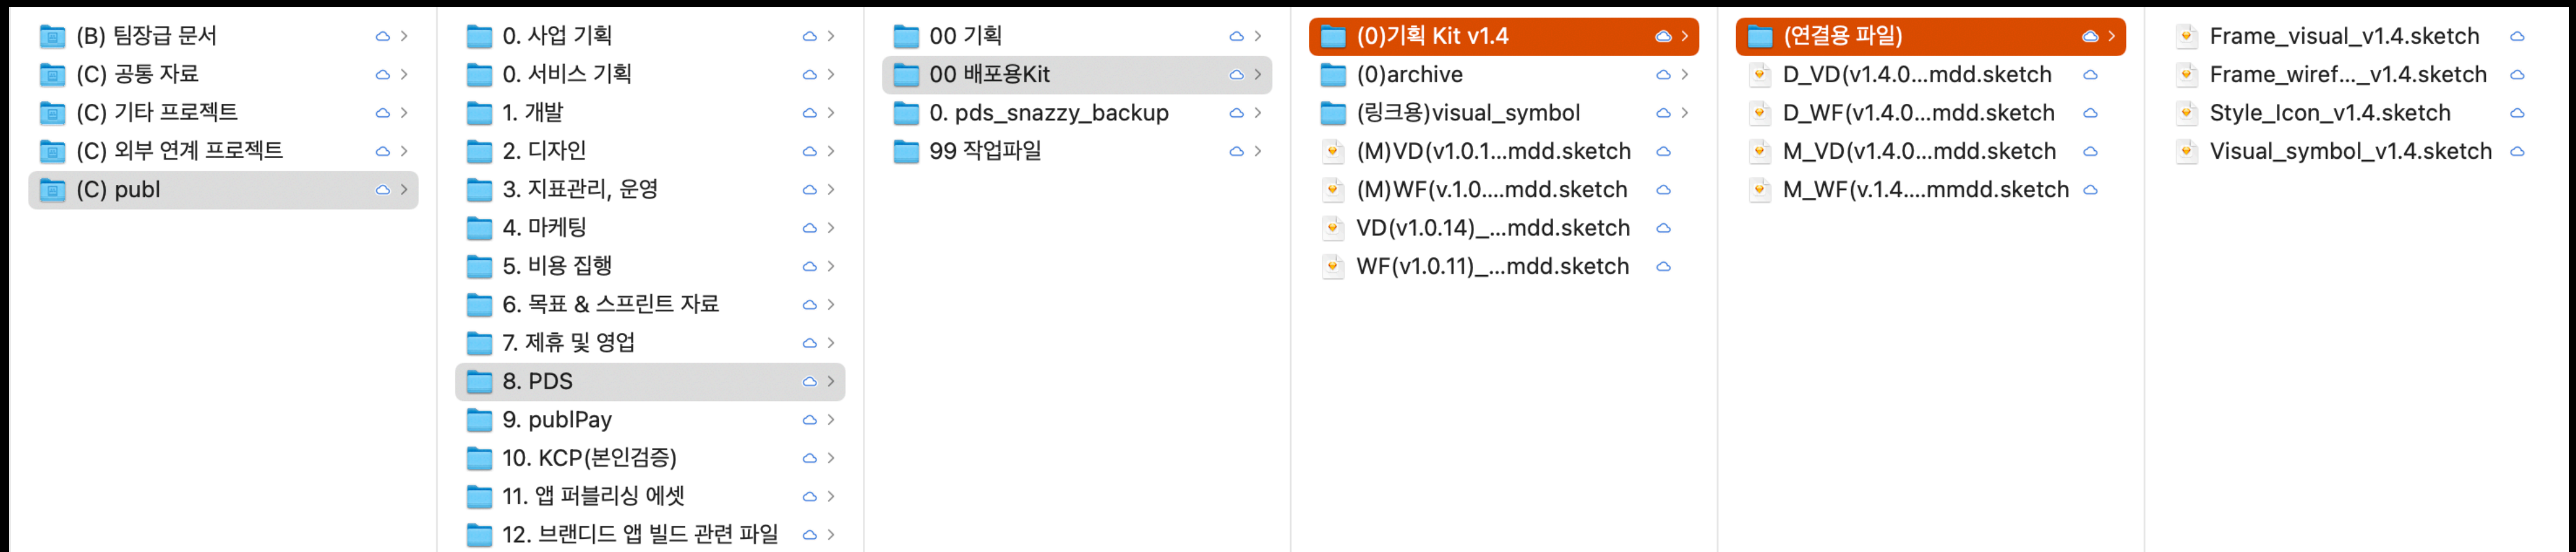 (B) 팀장급 문서
(C) 공통 자료
(C) 기타 프로젝트
(C) 외부 연계 프로젝트
(C) publ
0. 사업 기획
0. 서비스 기획
1. 개발
2. 디자인
3. 지표관리, 운영
4. 마케팅
5. 비용 집행
6. 목표 & 스프린트 자료
7. 제휴 및 영업
8. PDS
9. publPay
10. KCP(본인검증)
11. 앱 퍼블리싱 에셋
12. 브랜디드 앱 빌드 관련 파일
00 기획
00 배포용Kit
0. pds_snazzy_backup
99 작업파일
(0)기획 Kit v1.4
(0)archive
(링크용)visual_symbol
(M)VD(v1.0.1...mdd.sketch
(M)WF(v.1.0....mdd.sketch
VD(v1.0.14)_...mdd.sketch
WF(v1.0.11)_...mdd.sketch
(연결용 파일)
D_VD(v1.4.0...mdd.sketch
D_WF(v1.4.0...mdd.sketch
M_VD(v1.4.0...mdd.sketch
M_WF(v.1.4....mmdd.sketch
Frame_visual_v1.4.sketch
Frame_wiref..._v1.4.sketch
Style_Icon_v1.4.sketch
Visual_symbol_v1.4.sketch